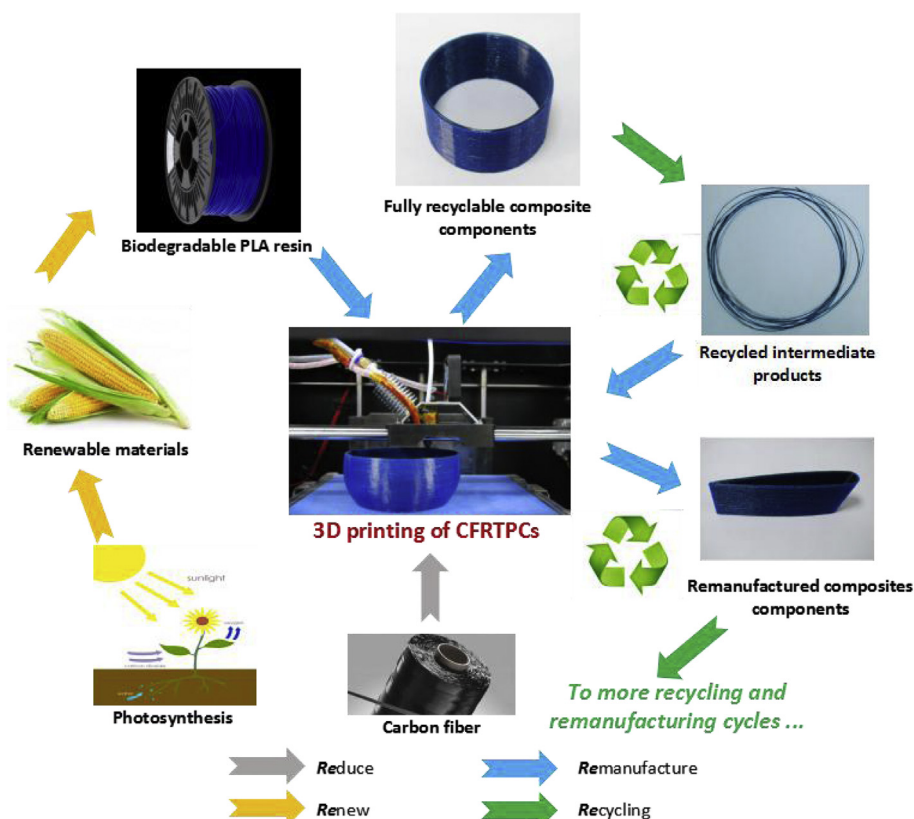 Fully recyclable composite
components
Biodegradable PLA resin
Recycled intermediate
products
Renewable materials
3D printing of CFRTPCs
sunlight
Remanufactured composites
components
Photosynthesis
Carbon fiber
To more recycling and
remanufacturing cycles ...
Reduce
Remanufacture
Renew
Recycling